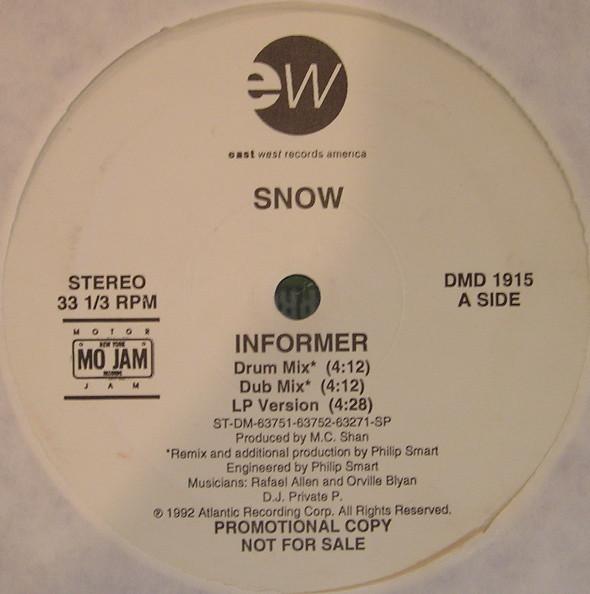 ew
east west records america
SNOW
STEREO
33 1/3 RPM
DMD 1915
A SIDE
MOTOR
NEW YORK
MO JAM
RECORDS
JAM
INFORMER
Drum Mix* (4:12)
Dub Mix* (4:12)
LP Version (4:28)
ST-DM-63751-63752-63271-SP
Produced by M.C. Shan
*Remix and additional production by Philip Smart
Engineered by Philip Smart
Musicians: Rafael Allen and Orville Blyan
D.J. Private P.
℗ 1992 Atlantic Recording Corp. All Rights Reserved.
PROMOTIONAL COPY
NOT FOR SALE